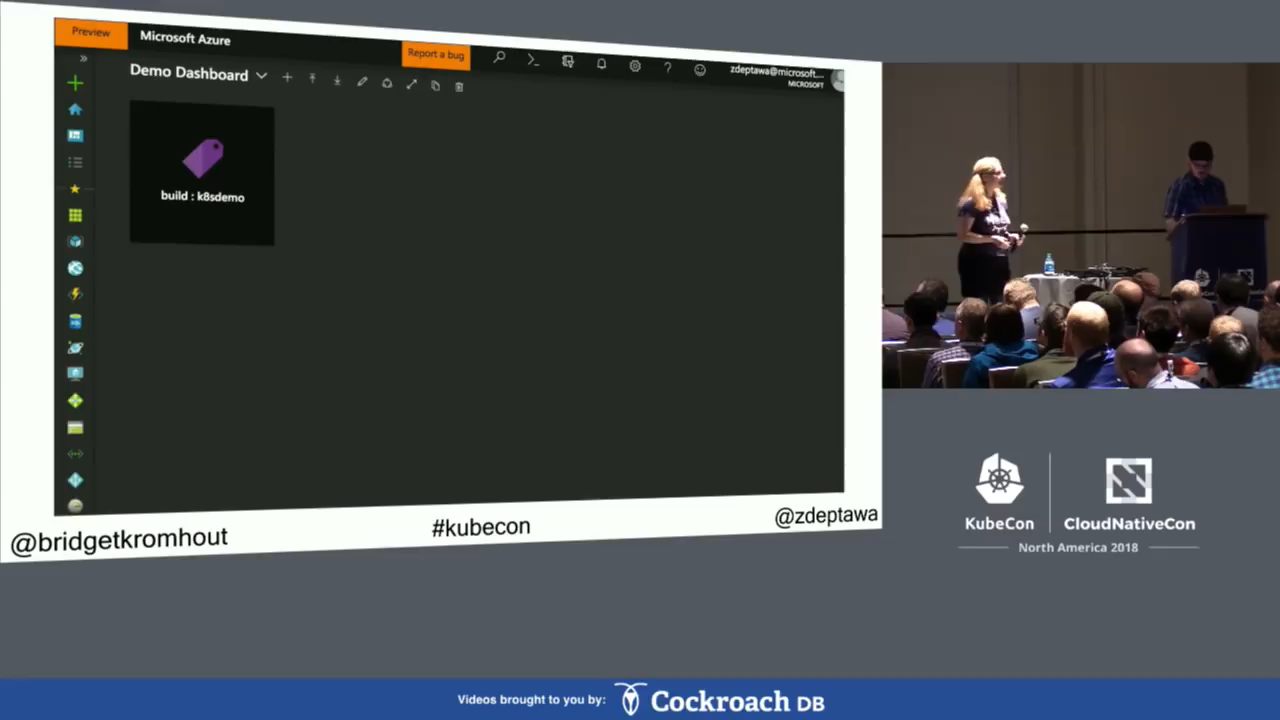 Preview
Microsoft Azure
Report a bug
zdeptawa@microsoft...
MICROSOFT
Demo Dashboard
build : k8sdemo
@bridgetkromhout
#kubecon
@zdeptawa
KubeCon
CloudNativeCon
North America 2018
Videos brought to you by:
Cockroach DB